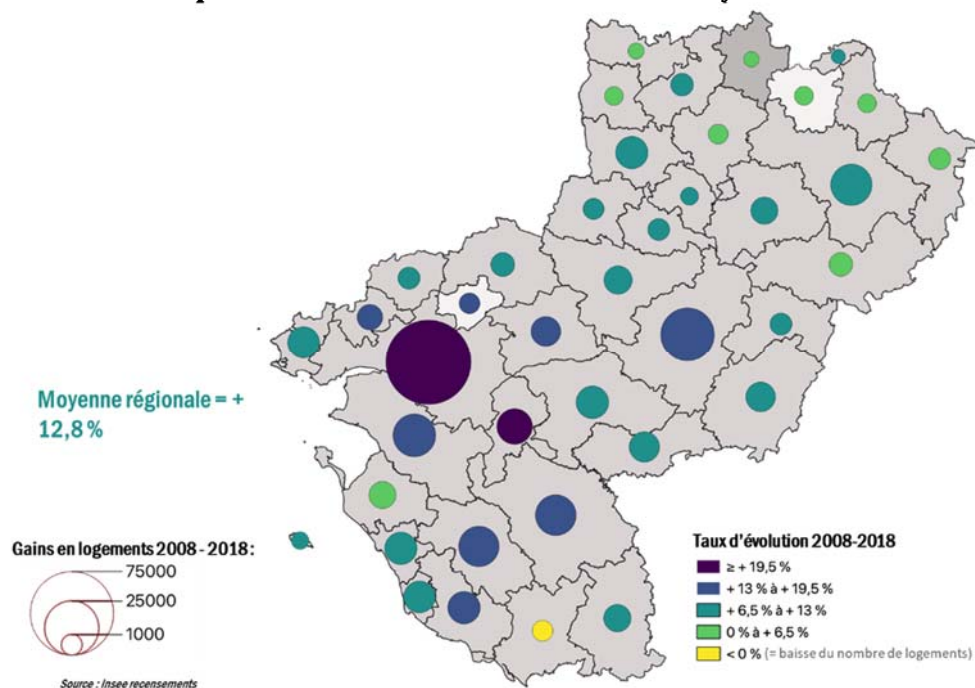 Moyenne régionale = +
12,8 %
Gains en logements 2008 - 2018 :
75000
25000
1000
Source : Insee recensements
Taux d'évolution 2008-2018
≥ + 19,5 %
+ 13 % à + 19,5 %
+ 6,5 % à + 13 %
0 % à + 6,5 %
< 0 % (= baisse du nombre de logements)